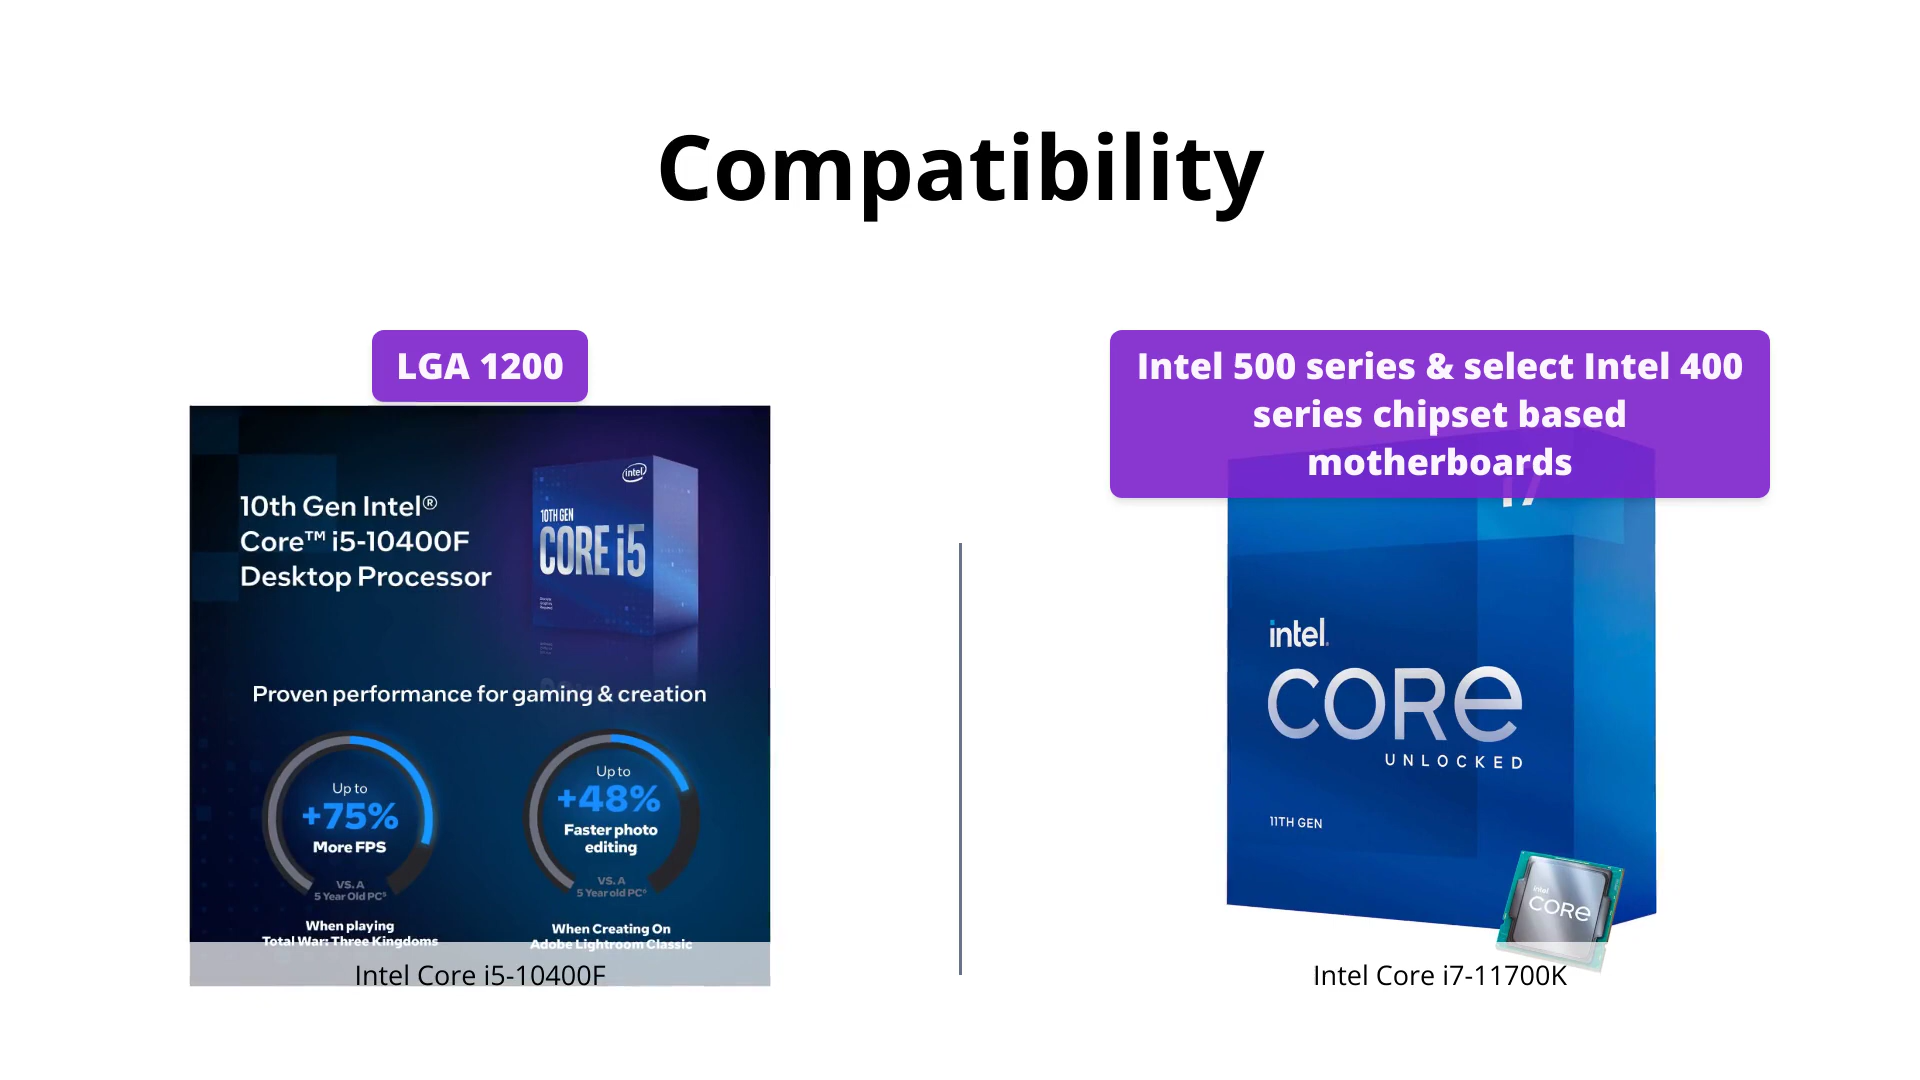 Compatibility
LGA 1200
10th Gen Intel®
Core™ i5-10400F
Desktop Processor
intel
10TH GEN
CORE i5
Proven performance for gaming & creation
Up to
+75%
More FPS
VS. A
5 Year Old PC⁵
When playing
Total War: Three Kingdoms
Up to
+48%
Faster photo
editing
VS. A
5 Year old PC⁶
When Creating On
Adobe Lightroom Classic
Intel Core i5-10400F
Intel 500 series & select Intel 400
series chipset based
motherboards
i7
intel.
CORe
UNLOCKED
11TH GEN
intel
CORe
Intel Core i7-11700K